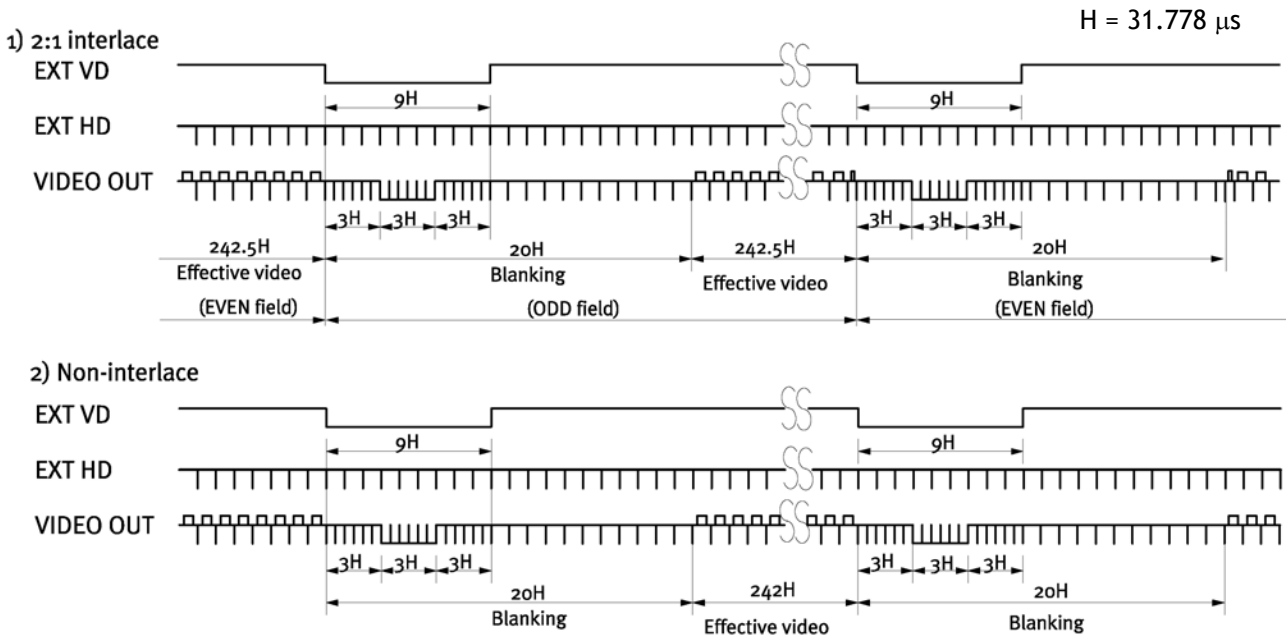 H = 31.778 μs
1) 2:1 interlace
EXT VD
9H 9H
EXT HD
VIDEO OUT
3H 3H 3H 3H 3H 3H
242.5H 20H 242.5H 20H
Effective video Blanking Effective video Blanking
(EVEN field) (ODD field) (EVEN field)
2) Non-interlace
EXT VD
9H 9H
EXT HD
VIDEO OUT
3H 3H 3H 3H 3H 3H
20H 242H 20H
Blanking Effective video Blanking